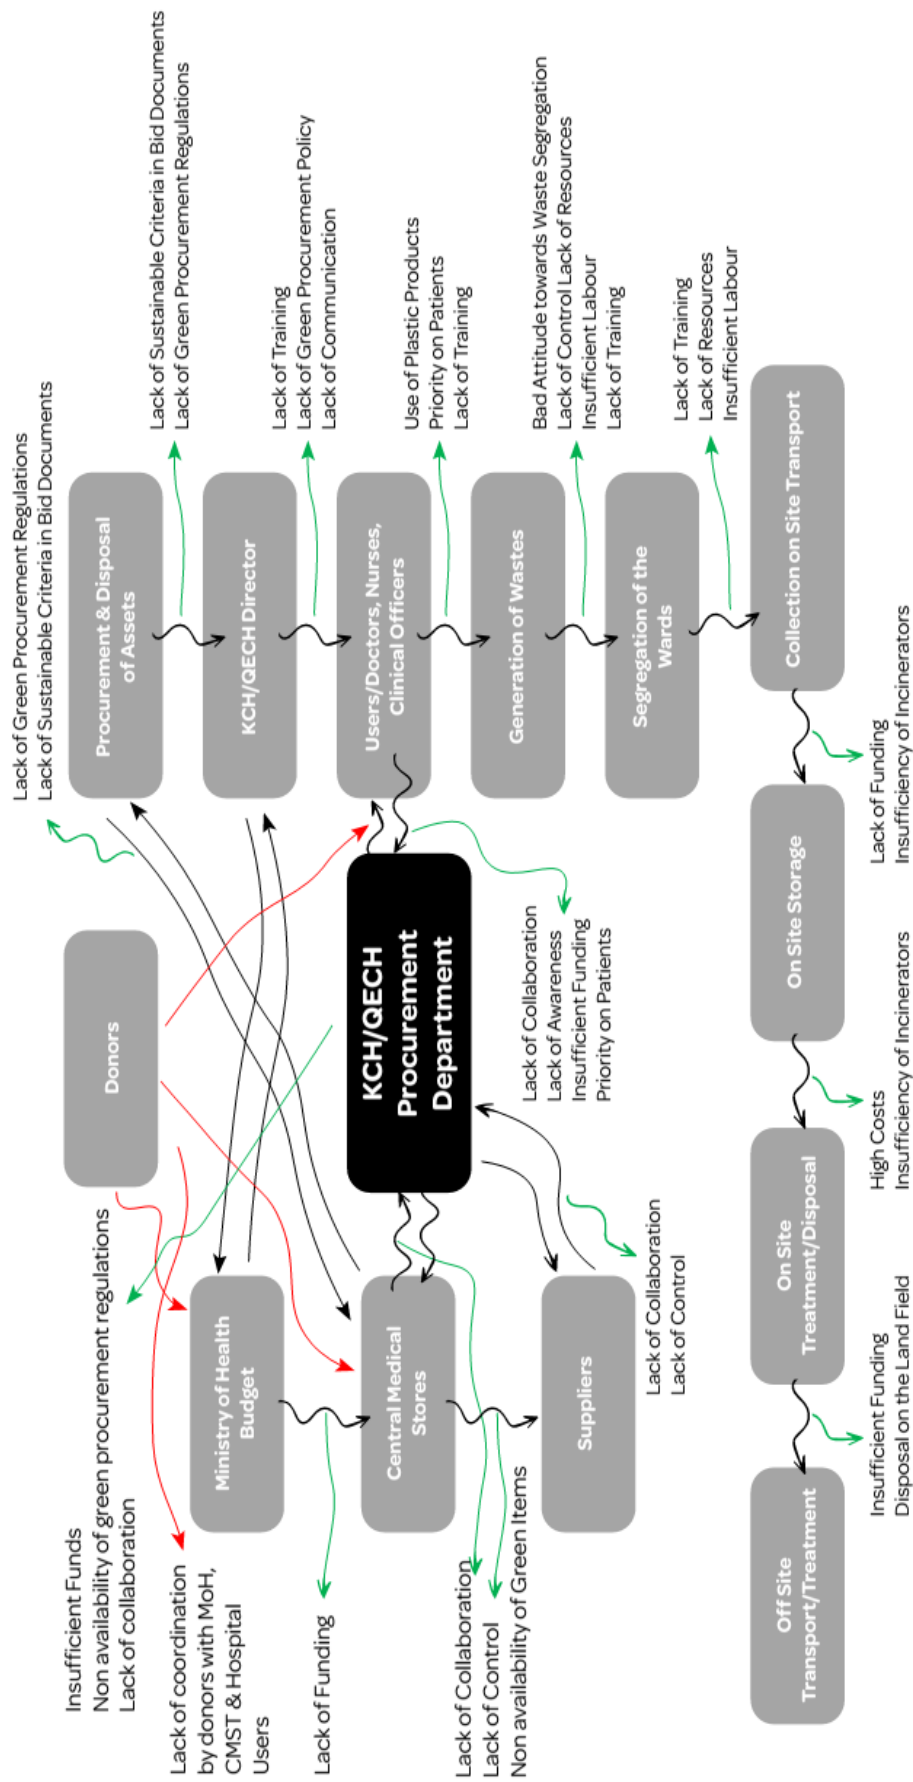 Insufficient Funds
Non availability of green procurement regulations
Lack of collaboration
Lack of coordination
by donors with MoH,
CMST & Hospital
Users
Lack of Funding
Lack of Collaboration
Lack of Control
Non availability of Green Items
Donors
Lack of Green Procurement Regulations
Lack of Sustainable Criteria in Bid Documents
Procurement & Disposal
of Assets
Lack of Sustainable Criteria in Bid Documents
Lack of Green Procurement Regulations
Ministry of Health
Budget
KCH/QECH Director
Lack of Training
Lack of Green Procurement Policy
Lack of Communication
Central Medical
Stores
KCH/QECH
Procurement
Department
Users/Doctors, Nurses,
Clinical Officers
Use of Plastic Products
Priority on Patients
Lack of Training
Suppliers
Lack of Collaboration
Lack of Control
Lack of Collaboration
Lack of Awareness
Insufficient Funding
Priority on Patients
Generation of Wastes
Bad Attitude towards Waste Segregation
Lack of Control Lack of Resources
Insufficient Labour
Lack of Training
Segregation of the
Wards
Lack of Training
Lack of Resources
Insufficient Labour
Off Site
Transport/Treatment
On Site
Treatment/Disposal
On Site Storage
Collection on Site Transport
Insufficient Funding
Disposal on the Land Field
High Costs
Insufficiency of Incinerators
Lack of Funding
Insufficiency of Incinerators